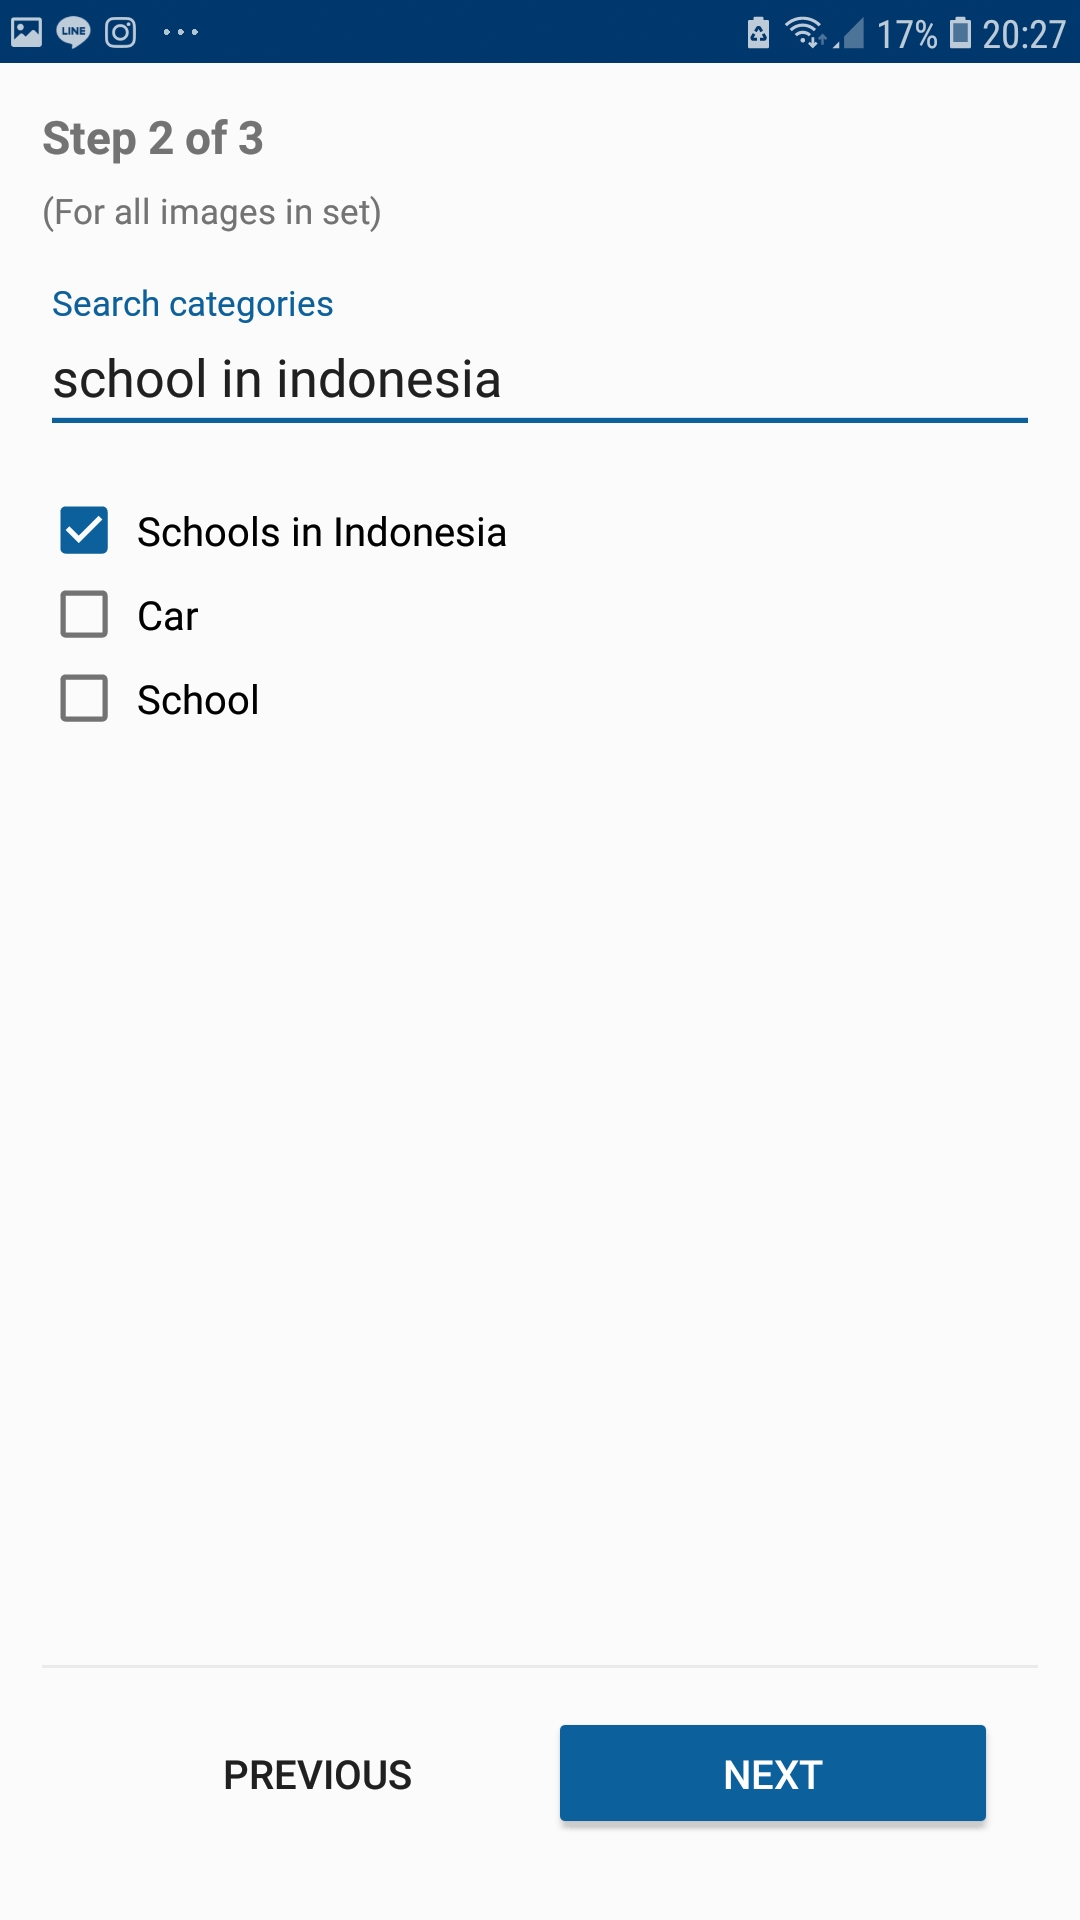 LINE 17% 20:27
Step 2 of 3
(For all images in set)
Search categories
school in indonesia
Schools in Indonesia
Car
School
PREVIOUS NEXT